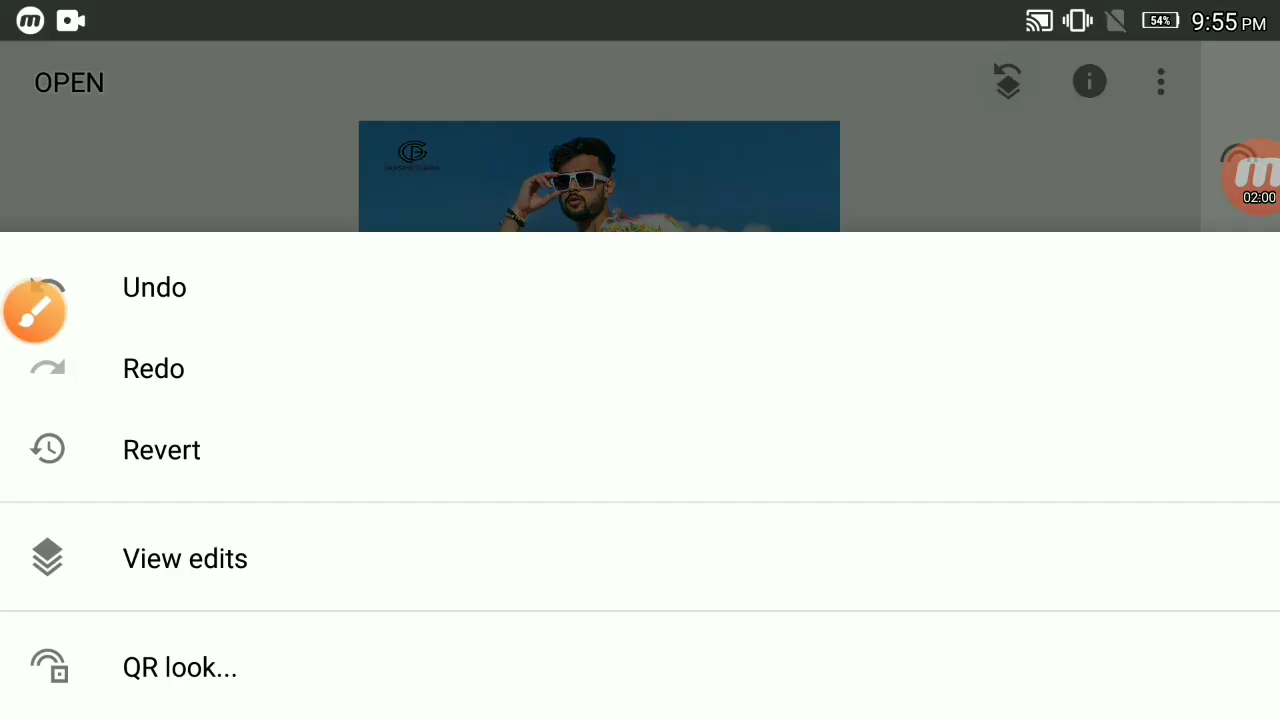 54%
9:55 PM
OPEN
02:00
Undo
Redo
Revert
View edits
QR look...